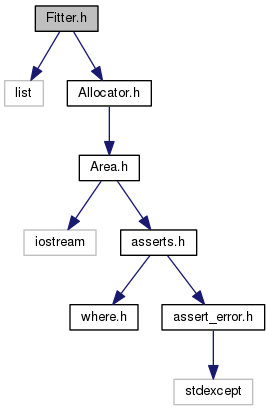 Fitter.h
list
Allocator.h
Area.h
iostream
asserts.h
where.h
assert_error.h
stdexcept